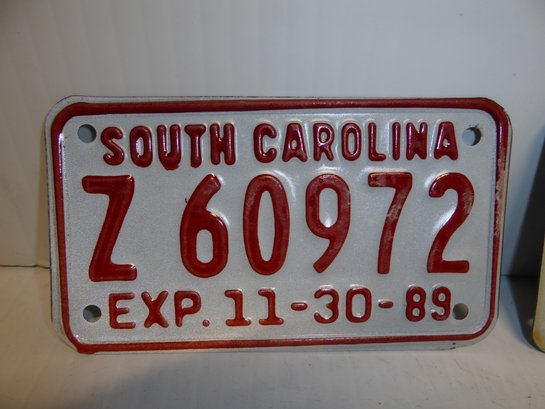 SOUTH CAROLINA
Z 60972
EXP. 11-30-89